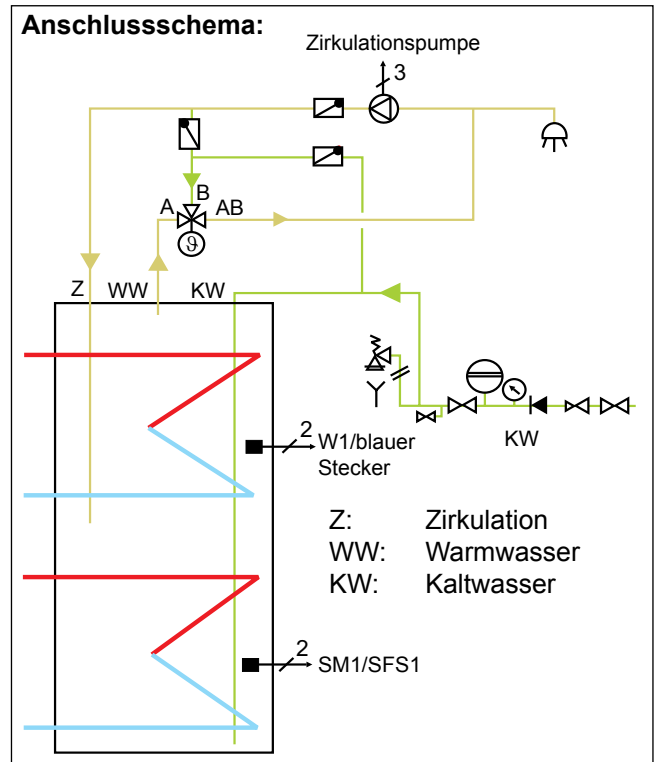 Anschlussschema:
Zirkulationspumpe
3
B
A
AB
ϑ
Z
WW
KW
KW
2
W1/blauer
Stecker
Z: Zirkulation
WW: Warmwasser
KW: Kaltwasser
2
SM1/SFS1